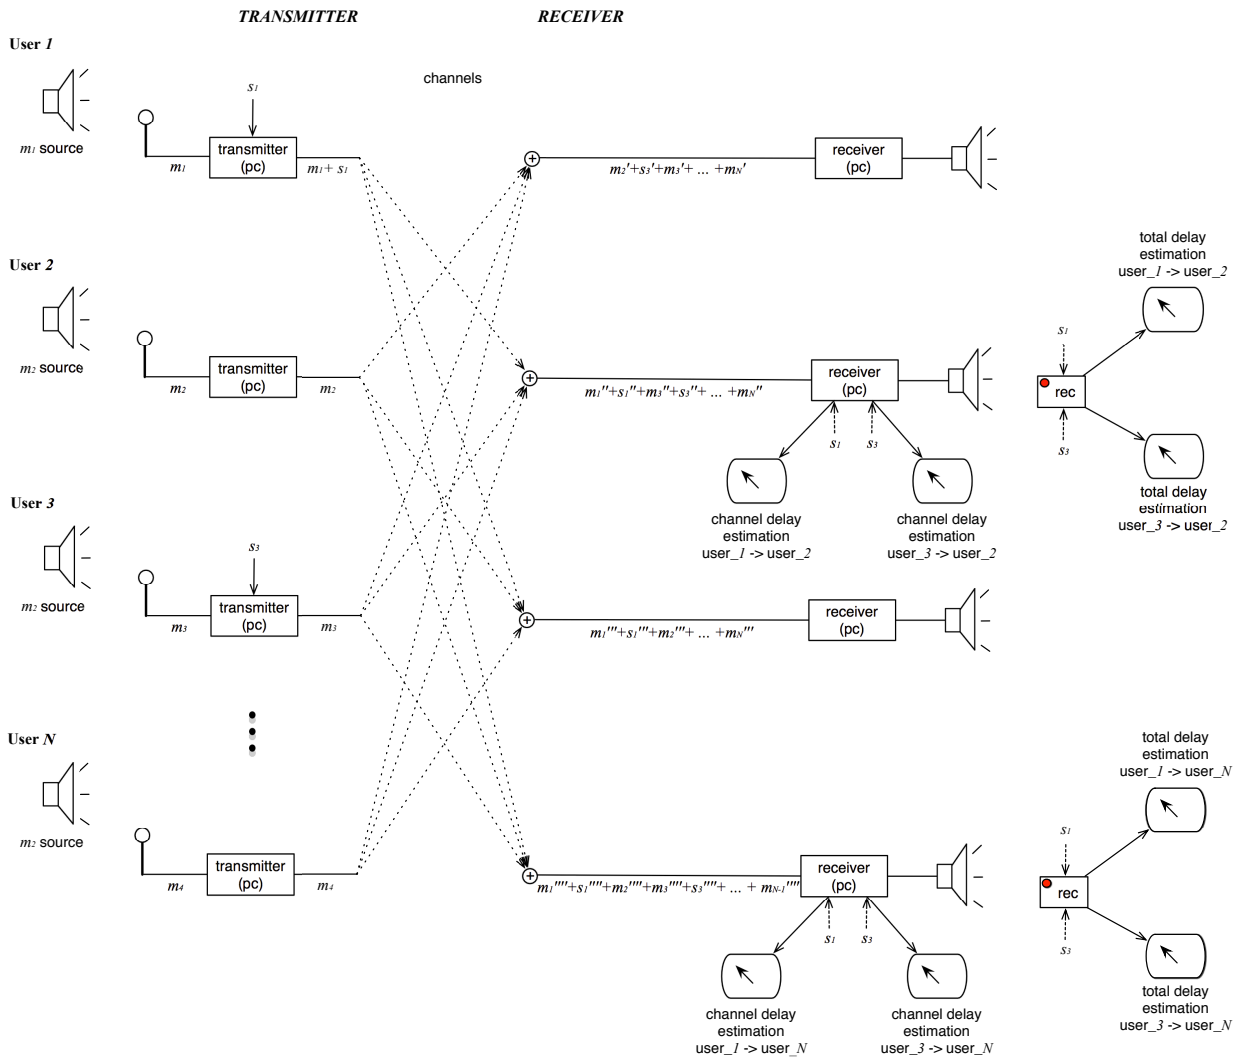 TRANSMITTER
RECEIVER
User 1
channels
s1
m1 source
m1
transmitter
(pc)
m1+ s1
m2'+s3'+m3'+ ... +mN'
receiver
(pc)
User 2
m2 source
m2
transmitter
(pc)
m2
m1''+s1''+m3''+s3''+ ... +mN''
receiver
(pc)
s1
s3
channel delay
estimation
user_1 -> user_2
channel delay
estimation
user_3 -> user_2
total delay
estimation
user_1 -> user_2
s1
rec
s3
total delay
estimation
user_3 -> user_2
User 3
s3
m2 source
m3
transmitter
(pc)
m3
m1'''+s1'''+m2'''+ ... +mN'''
receiver
(pc)
User N
m2 source
m4
transmitter
(pc)
m4
m1''''+s1''''+m2''''+m3''''+s3''''+ ... + mN-1''''
receiver
(pc)
s1
s3
channel delay
estimation
user_1 -> user_N
channel delay
estimation
user_3 -> user_N
total delay
estimation
user_1 -> user_N
s1
rec
s3
total delay
estimation
user_3 -> user_N